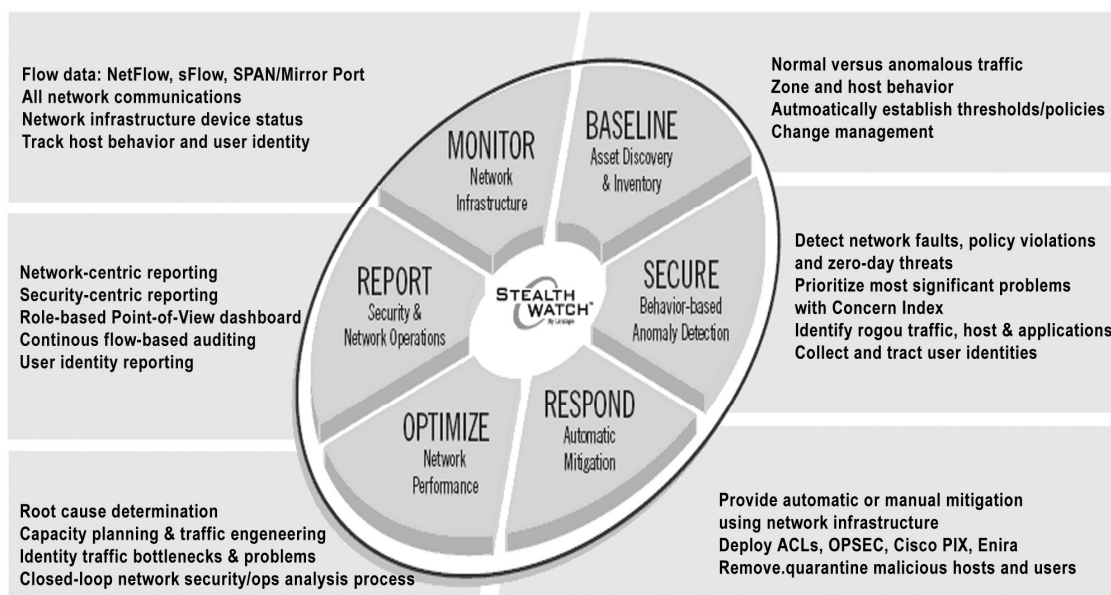 Flow data: NetFlow, sFlow, SPAN/Mirror Port
All network communications
Network infrastructure device status
Track host behavior and user identity
MONITOR
Network
Infrastructure
BASELINE
Asset Discovery
& Inventory
Normal versus anomalous traffic
Zone and host behavior
Autmoatically establish thresholds/policies
Change management
Network-centric reporting
Security-centric reporting
Role-based Point-of-View dashboard
Continous flow-based auditing
User identity reporting
REPORT
Security &
Network Operations
STEALTH
WATCH™
By Lancope
SECURE
Behavior-based
Anomaly Detection
Detect network faults, policy violations
and zero-day threats
Prioritize most significant problems
with Concern Index
Identify rogou traffic, host & applications
Collect and tract user identities
OPTIMIZE
Network
Performance
RESPOND
Automatic
Mitigation
Root cause determination
Capacity planning & traffic engeneering
Identity traffic bottlenecks & problems
Closed-loop network security/ops analysis process
Provide automatic or manual mitigation
using network infrastructure
Deploy ACLs, OPSEC, Cisco PIX, Enira
Remove.quarantine malicious hosts and users